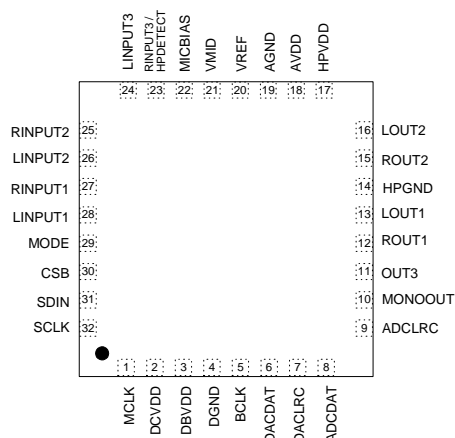 LINPUT3
RINPUT3 /
HPDETECT
MICBIAS
VMID
VREF
AGND
AVDD
HPVDD
24 23 22 21 20 19 18 17
RINPUT2 25
LINPUT2 26
RINPUT1 27
LINPUT1 28
MODE 29
CSB 30
SDIN 31
SCLK 32
16 LOUT2
15 ROUT2
14 HPGND
13 LOUT1
12 ROUT1
11 OUT3
10 MONOOUT
9 ADCLRC
1 2 3 4 5 6 7 8
MCLK
DCVDD
DBVDD
DGND
BCLK
DACDAT
DACLRC
ADCDAT